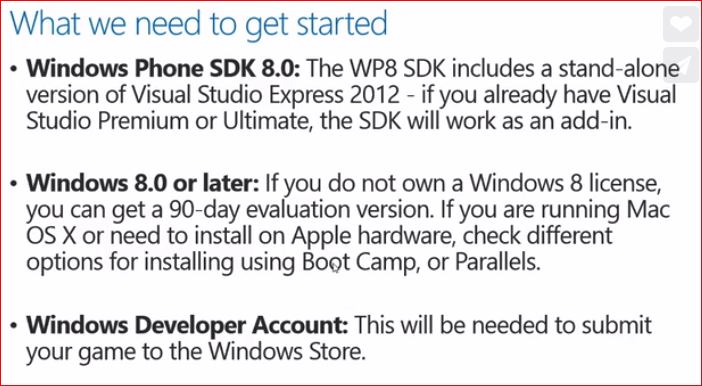 What we need to get started
• Windows Phone SDK 8.0: The WP8 SDK includes a stand-alone
version of Visual Studio Express 2012 - if you already have Visual
Studio Premium or Ultimate, the SDK will work as an add-in.
• Windows 8.0 or later: If you do not own a Windows 8 license,
you can get a 90-day evaluation version. If you are running Mac
OS X or need to install on Apple hardware, check different
options for installing using Boot Camp, or Parallels.
• Windows Developer Account: This will be needed to submit
your game to the Windows Store.